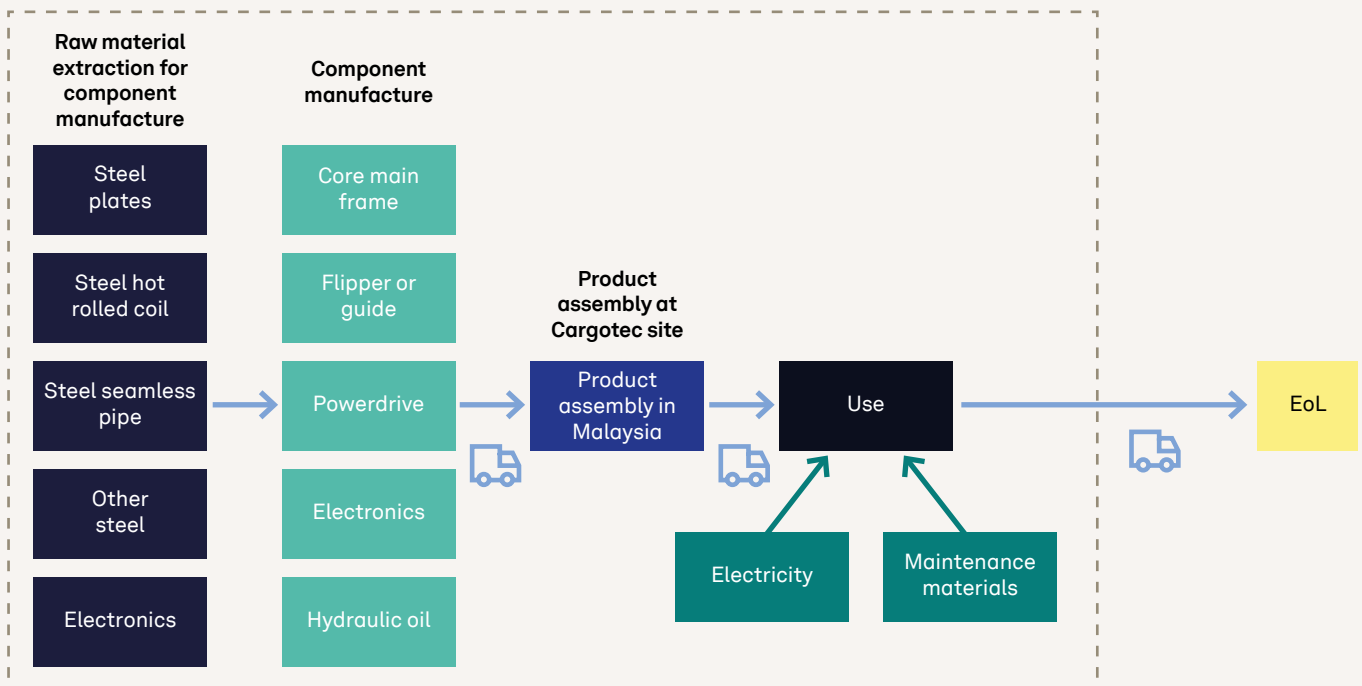 Raw material
extraction for
component
manufacture
Steel
plates
Steel hot
rolled coil
Steel seamless
pipe
Other
steel
Electronics
Component
manufacture
Core main
frame
Flipper or
guide
Powerdrive
Electronics
Hydraulic oil
Product
assembly at
Cargotec site
Product
assembly in
Malaysia
Use
Electricity
Maintenance
materials
EoL